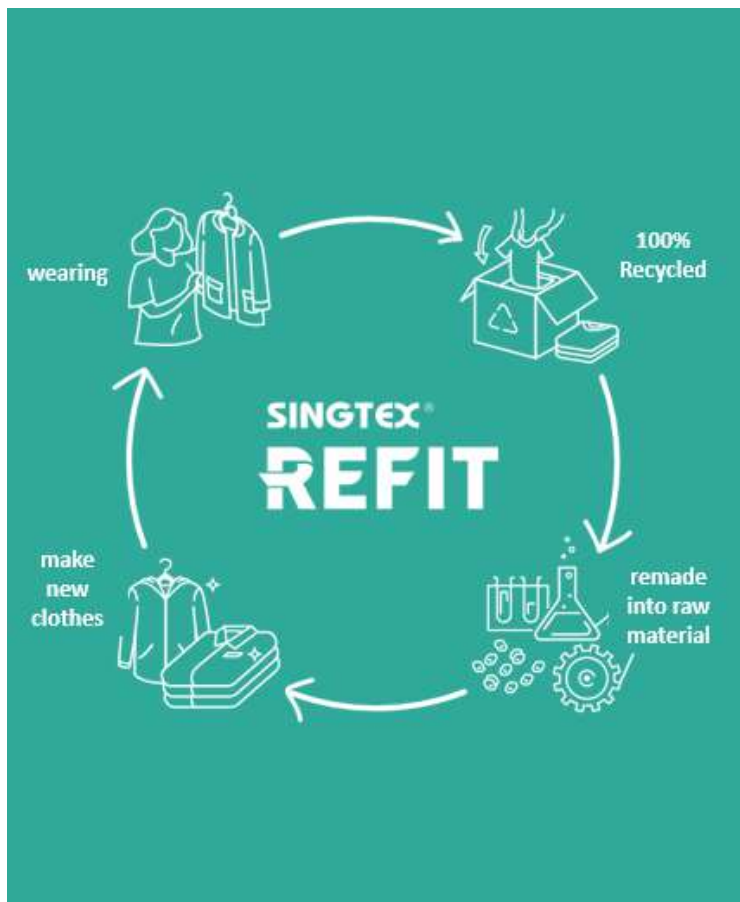 wearing
100%
Recycled
SINGTEX®
REFIT
make
new
clothes
remade
into raw
material